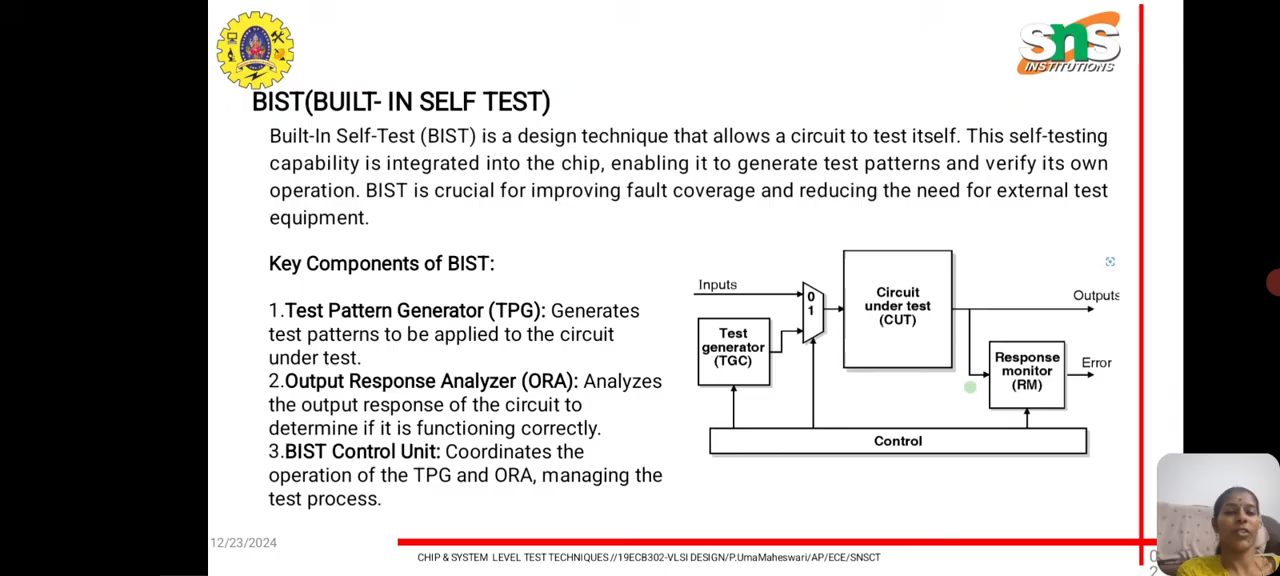 SNS
INSTITUTIONS
BIST(BUILT- IN SELF TEST)
Built-In Self-Test (BIST) is a design technique that allows a circuit to test itself. This self-testing
capability is integrated into the chip, enabling it to generate test patterns and verify its own
operation. BIST is crucial for improving fault coverage and reducing the need for external test
equipment.
Key Components of BIST:
1.Test Pattern Generator (TPG): Generates
test patterns to be applied to the circuit
under test.
2.Output Response Analyzer (ORA): Analyzes
the output response of the circuit to
determine if it is functioning correctly.
3.BIST Control Unit: Coordinates the
operation of the TPG and ORA, managing the
test process.
Inputs
0
1
Test
generator
(TGC)
Circuit
under test
(CUT)
Outputs
Response
monitor
(RM)
Error
Control
12/23/2024
CHIP & SYSTEM LEVEL TEST TECHNIQUES //19ECB302-VLSI DESIGN/P.UmaMaheswari/AP/ECE/SNSCT